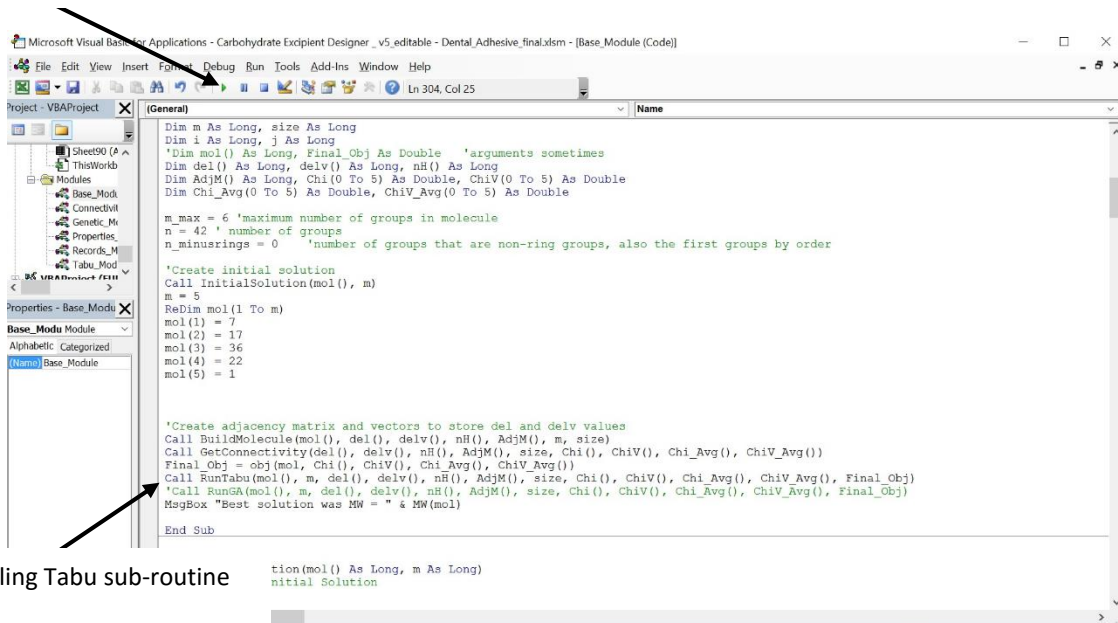 Microsoft Visual Basic for Applications - Carbohydrate Excipient Designer _ v5_editable - Dental_Adhesive_final.xlsm - [Base_Module (Code)]
File Edit View Insert Format Debug Run Tools Add-Ins Window Help
Ln 304, Col 25
Project - VBAProject
(General)
Name
Sheet90 (A
ThisWorkb
Modules
Base_Modu
Connectivit
Genetic_Mo
Properties_
Records_M
Tabu_Mod
VBAProject (FUN
Properties - Base_Modu
Base_Modu Module
Alphabetic Categorized
(Name) Base_Module
Dim m As Long, size As Long
Dim i As Long, j As Long
'Dim mol() As Long, Final_Obj As Double 'arguments sometimes
Dim del() As Long, delv() As Long, nH() As Long
Dim AdjM() As Long, Chi(0 To 5) As Double, ChiV(0 To 5) As Double
Dim Chi_Avg(0 To 5) As Double, ChiV_Avg(0 To 5) As Double
m_max = 6 'maximum number of groups in molecule
n = 42 ' number of groups
n_minusrings = 0 'number of groups that are non-ring groups, also the first groups by order
'Create initial solution
Call InitialSolution(mol(), m)
m = 5
ReDim mol(1 To m)
mol(1) = 7
mol(2) = 17
mol(3) = 36
mol(4) = 22
mol(5) = 1
'Create adjacency matrix and vectors to store del and delv values
Call BuildMolecule(mol(), del(), delv(), nH(), AdjM(), m, size)
Call GetConnectivity(del(), delv(), nH(), AdjM(), size, Chi(), ChiV(), Chi_Avg(), ChiV_Avg())
Final_Obj = obj(mol, Chi(), ChiV(), Chi_Avg(), ChiV_Avg())
Call RunTabu(mol(), m, del(), delv(), nH(), AdjM(), size, Chi(), ChiV(), Chi_Avg(), ChiV_Avg(), Final_Obj)
'Call RunGA(mol(), m, del(), delv(), nH(), AdjM(), size, Chi(), ChiV(), Chi_Avg(), ChiV_Avg(), Final_Obj)
MsgBox "Best solution was MW = " & MW(mol)
End Sub
ling Tabu sub-routine
tion(mol() As Long, m As Long)
nitial Solution